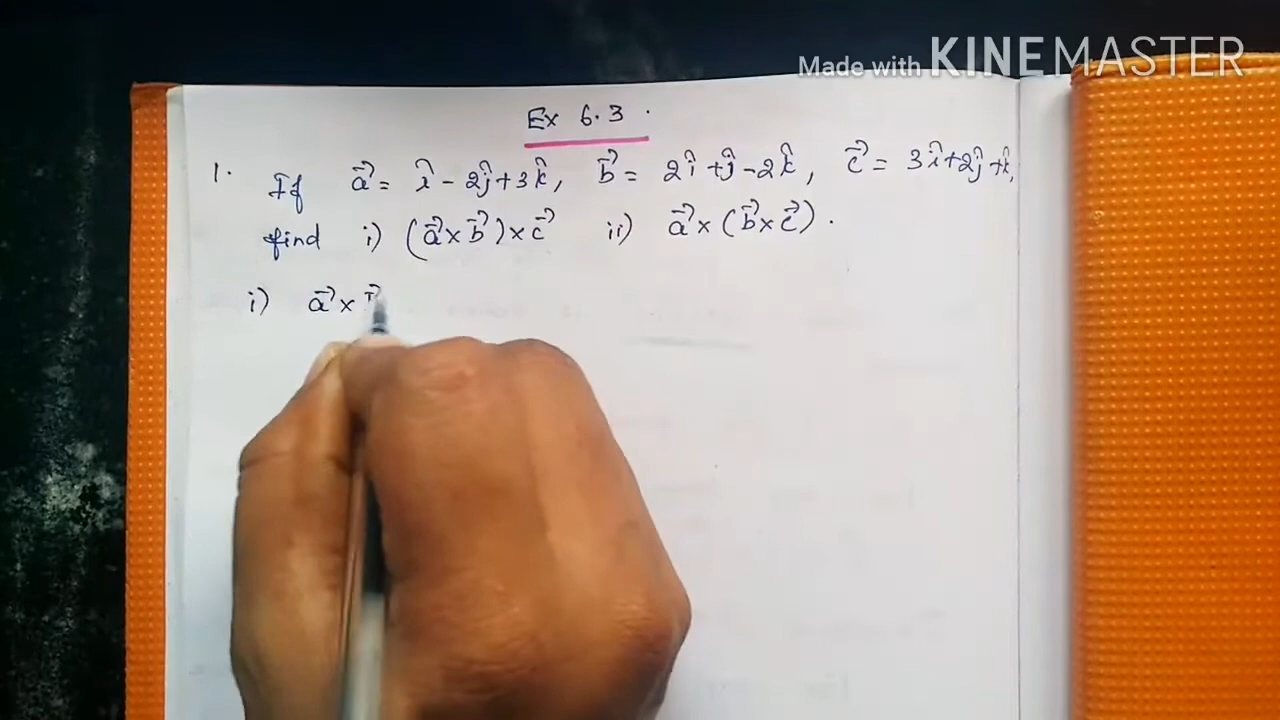 Made with KINEMASTER
Ex 6.3.
1. If a⃗ = î - 2ĵ + 3k̂, b⃗ = 2î + ĵ - 2k̂, c⃗ = 3î + 2ĵ + k̂,
find i) (a⃗ × b⃗) × c⃗ ii) a⃗ × (b⃗ × c⃗).
i) a⃗ ×